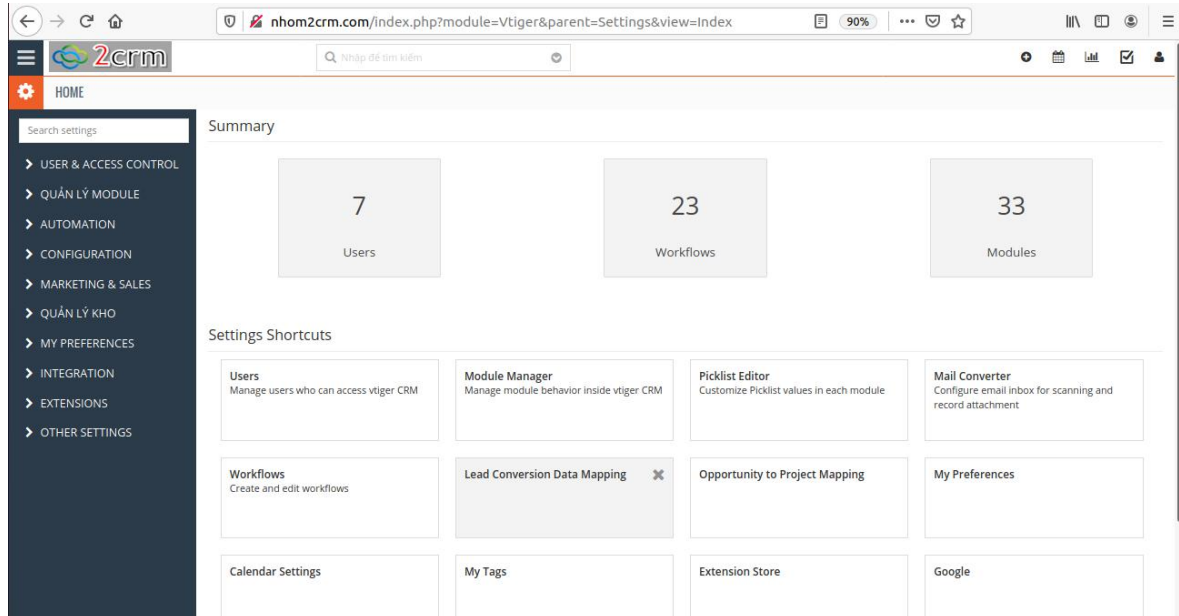 nhom2crm.com/index.php?module=Vtiger&parent=Settings&view=Index
90%
2crm
Nhập để tìm kiếm
HOME
Search settings
USER & ACCESS CONTROL
QUẢN LÝ MODULE
AUTOMATION
CONFIGURATION
MARKETING & SALES
QUẢN LÝ KHO
MY PREFERENCES
INTEGRATION
EXTENSIONS
OTHER SETTINGS
Summary
7
Users
23
Workflows
33
Modules
Settings Shortcuts
Users
Manage users who can access vtiger CRM
Module Manager
Manage module behavior inside vtiger CRM
Picklist Editor
Customize Picklist values in each module
Mail Converter
Configure email inbox for scanning and
record attachment
Workflows
Create and edit workflows
Lead Conversion Data Mapping
Opportunity to Project Mapping
My Preferences
Calendar Settings
My Tags
Extension Store
Google